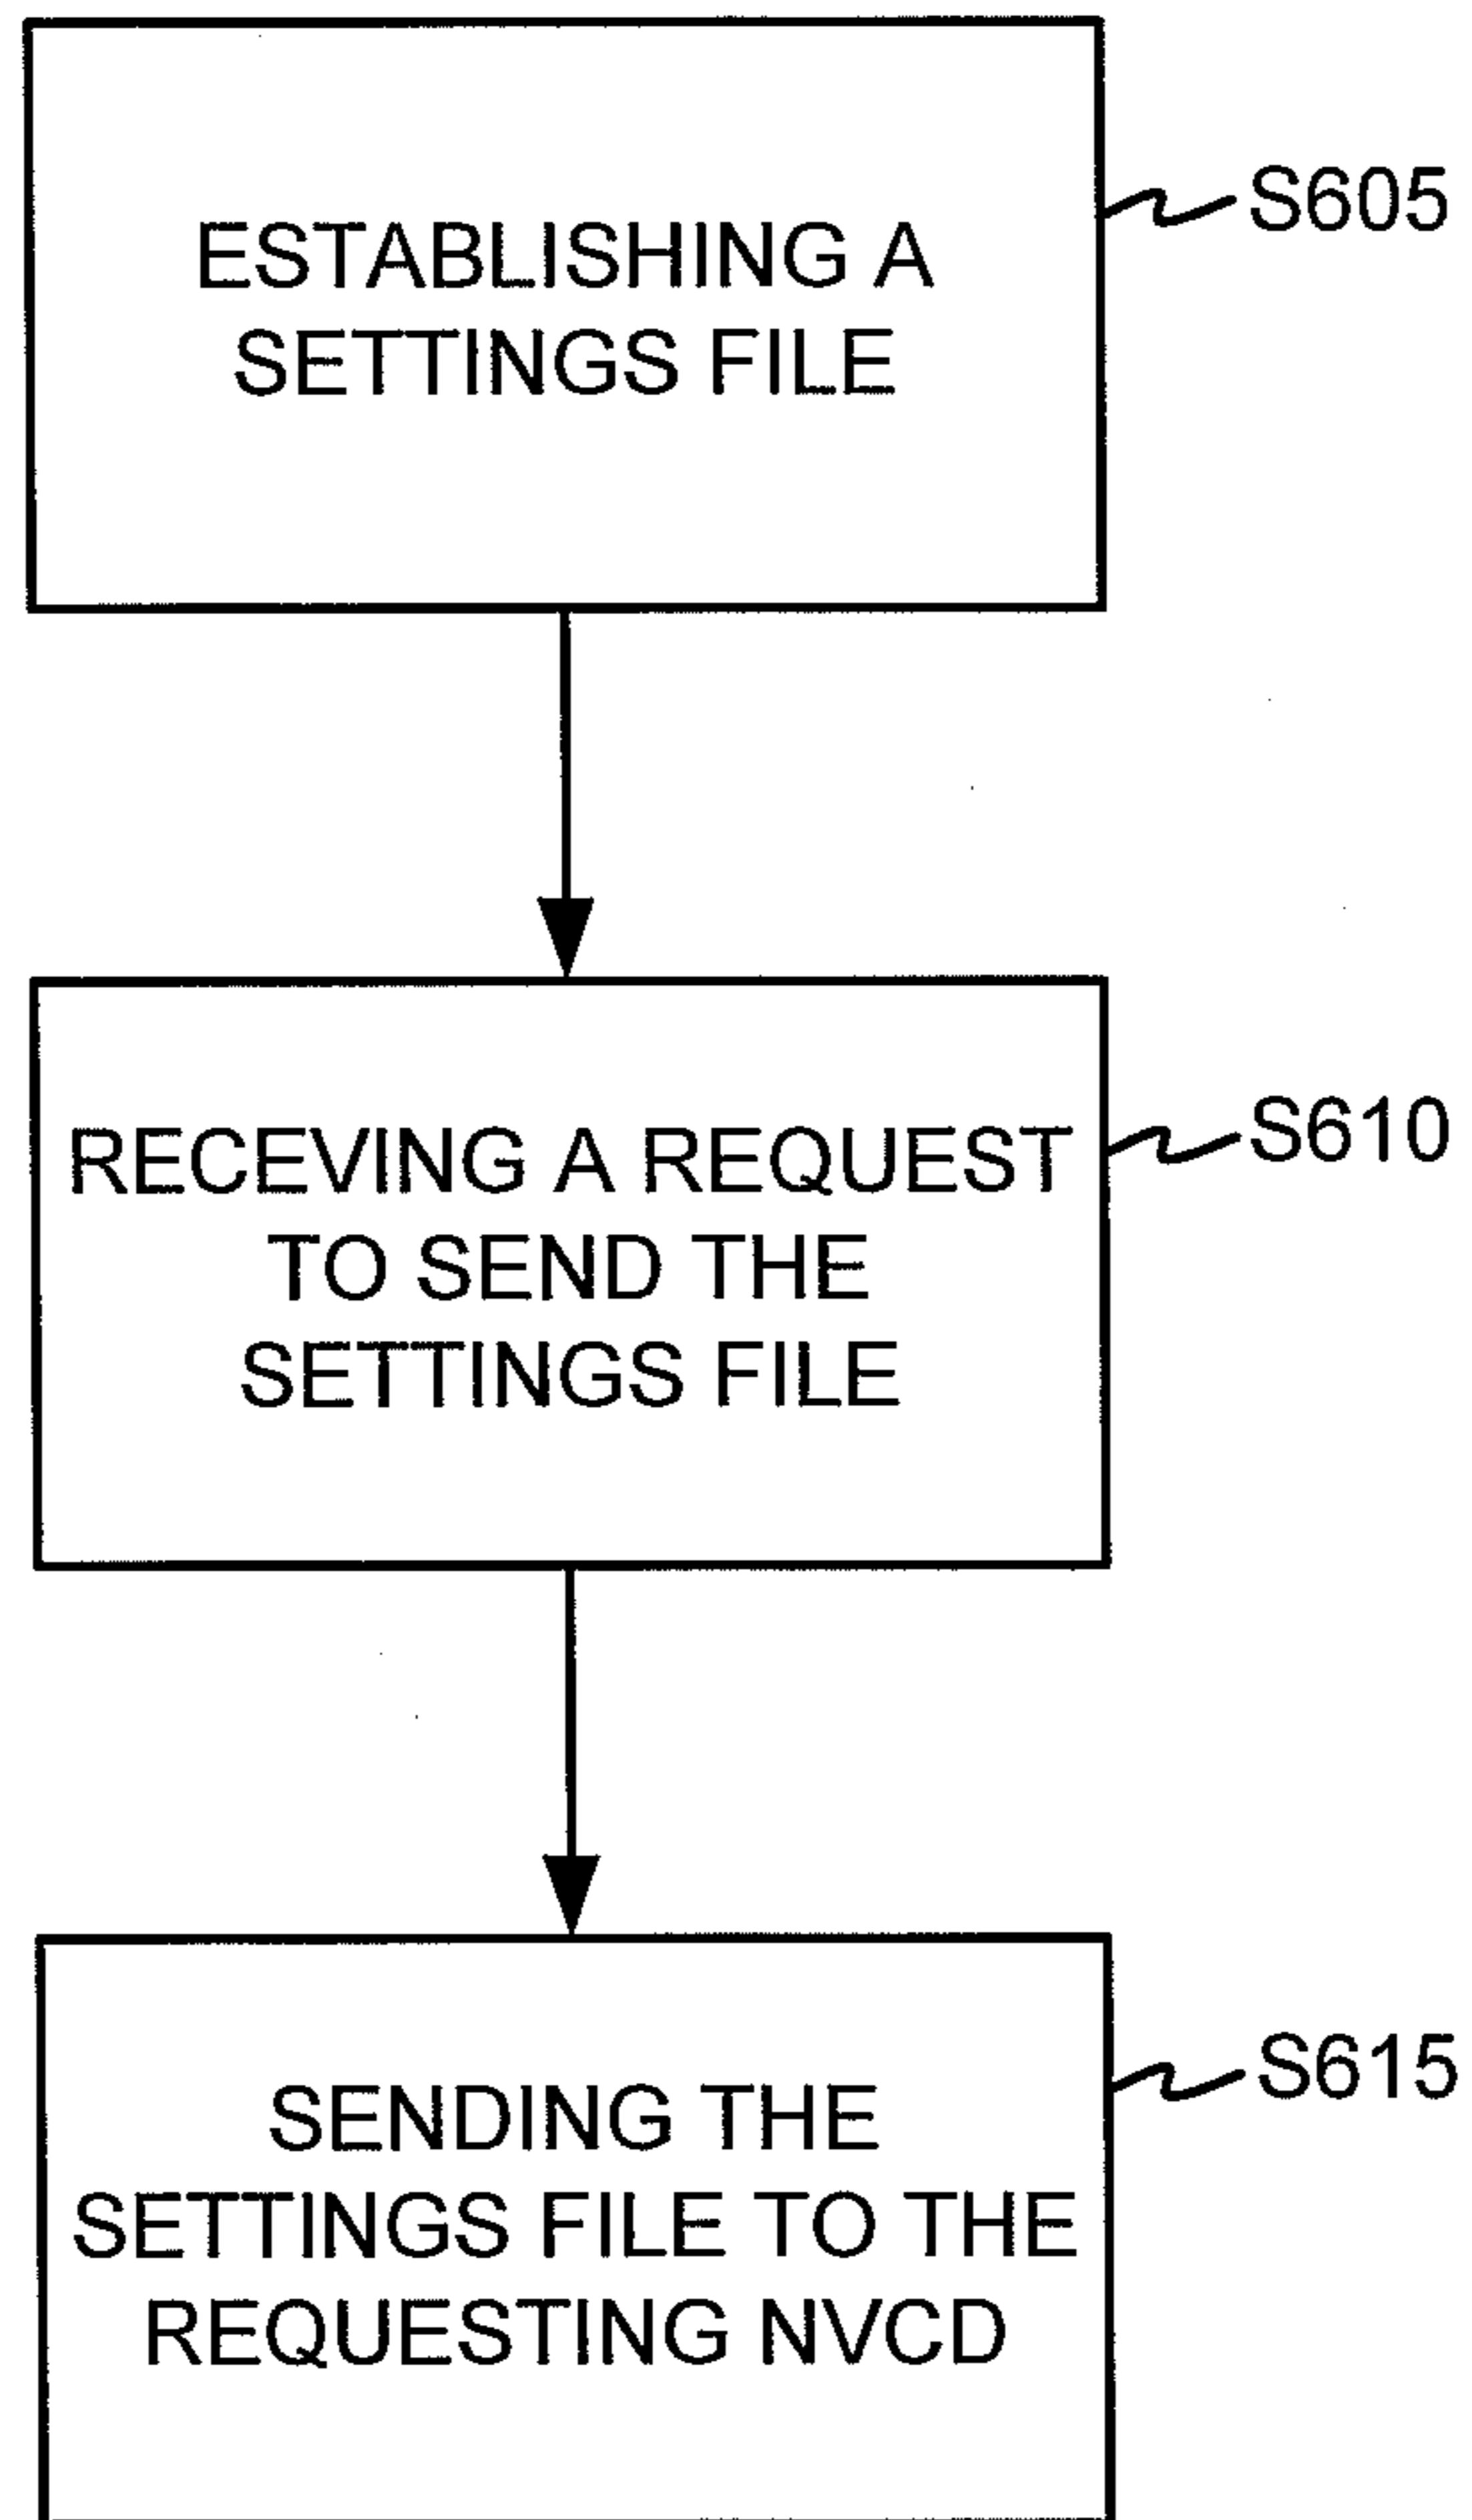 ESTABLISHING A
SETTINGS FILE
S605
RECEVING A REQUEST
TO SEND THE
SETTINGS FILE
S610
SENDING THE
SETTINGS FILE TO THE
REQUESTING NVCD
S615